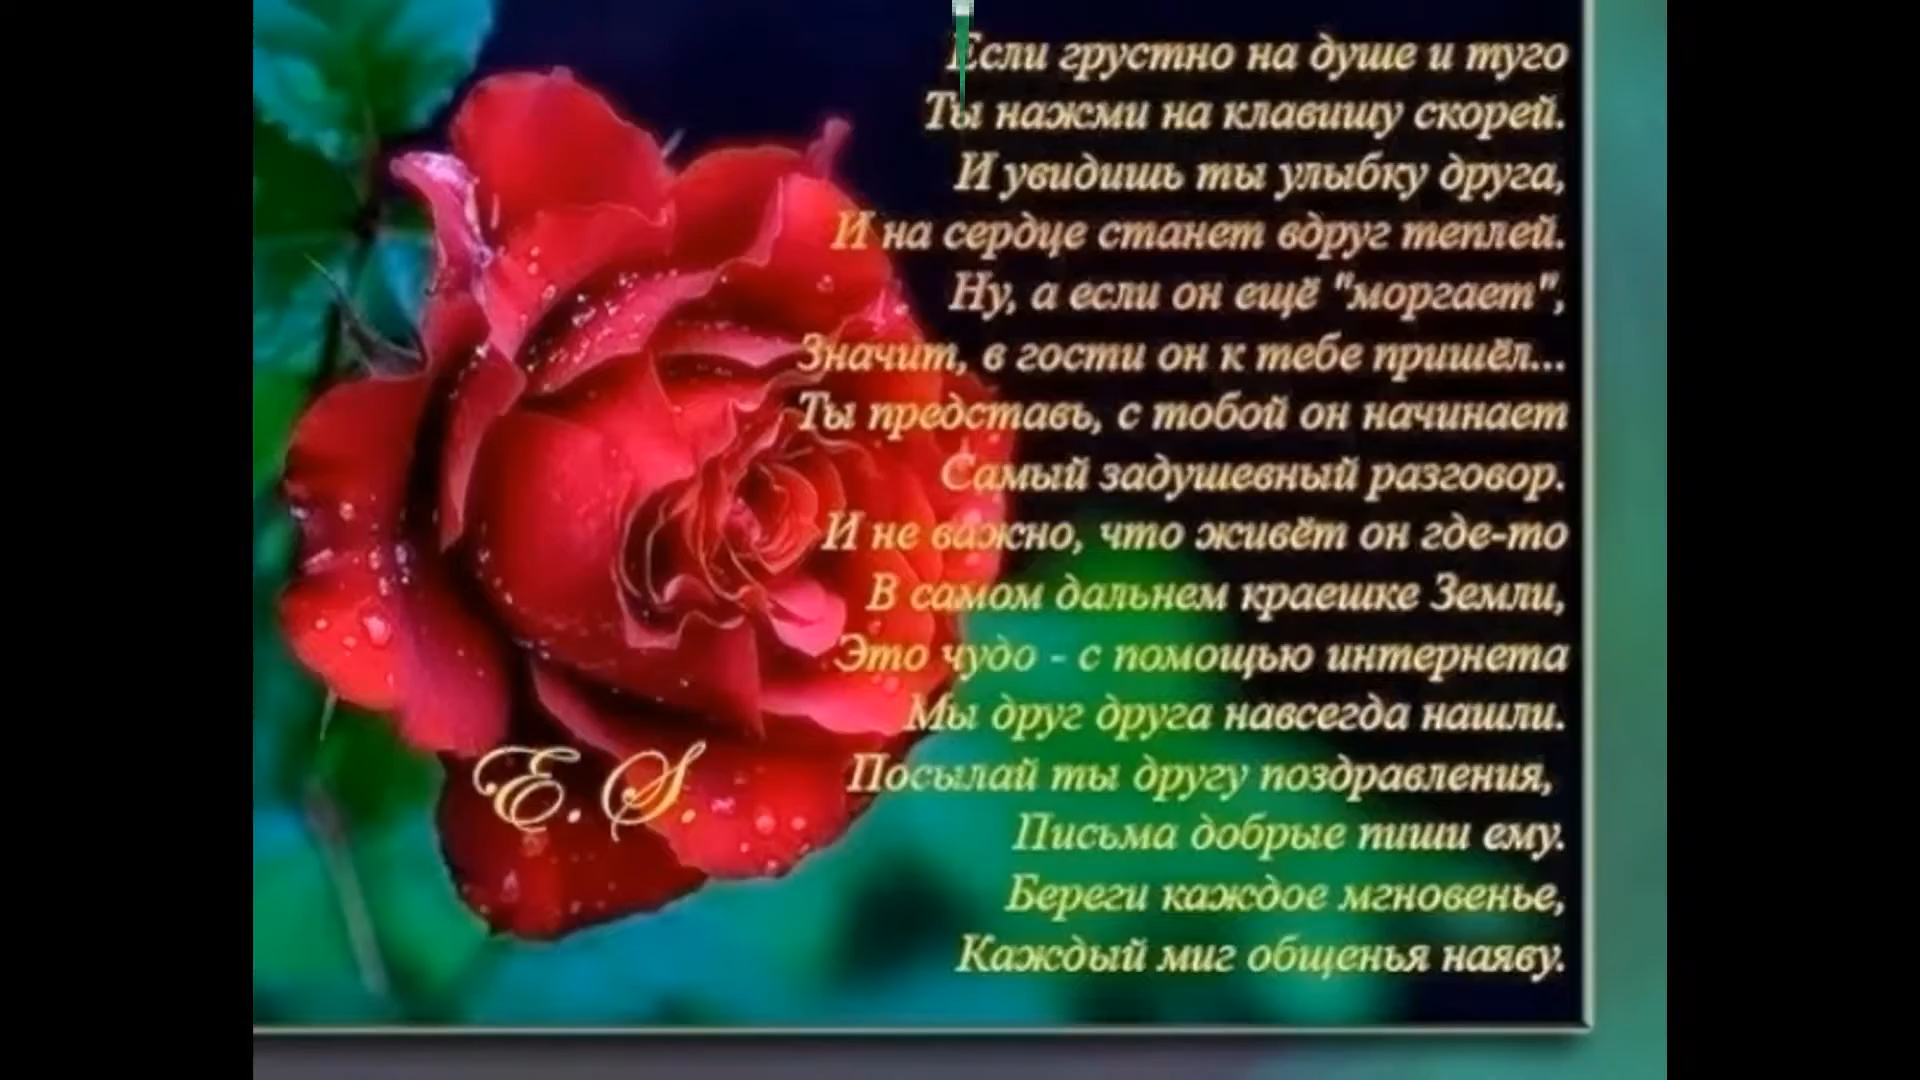 Если грустно на душе и туго
Ты нажми на клавишу скорей.
И увидишь ты улыбку друга,
И на сердце станет вдруг теплей.
Ну, а если он ещё "моргает",
Значит, в гости он к тебе пришёл...
Ты представь, с тобой он начинает
Самый задушевный разговор.
И не важно, что живёт он где-то
В самом дальнем краешке Земли,
Это чудо - с помощью интернета
Мы друг друга навсегда нашли.
Посылай ты другу поздравления,
Письма добрые пиши ему.
Береги каждое мгновенье,
Каждый миг общенья наяву.
E.S.